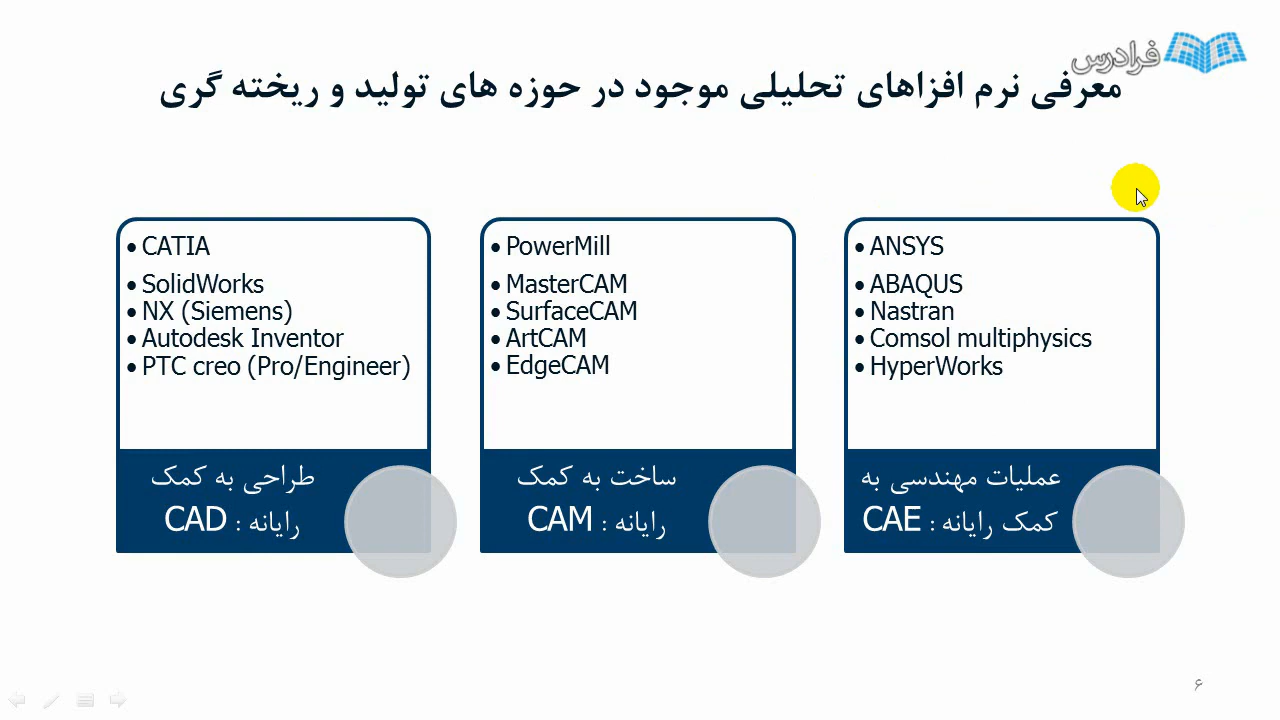 فرادرس
معرفی نرم افزاهای تحلیلی موجود در حوزه های تولید و ریخته گری
• CATIA
• SolidWorks
• NX (Siemens)
• Autodesk Inventor
• PTC creo (Pro/Engineer)
طراحی به کمک
رایانه : CAD
• PowerMill
• MasterCAM
• SurfaceCAM
• ArtCAM
• EdgeCAM
ساخت به کمک
رایانه : CAM
• ANSYS
• ABAQUS
• Nastran
• Comsol multiphysics
• HyperWorks
عملیات مهندسی به
کمک رایانه : CAE
۶